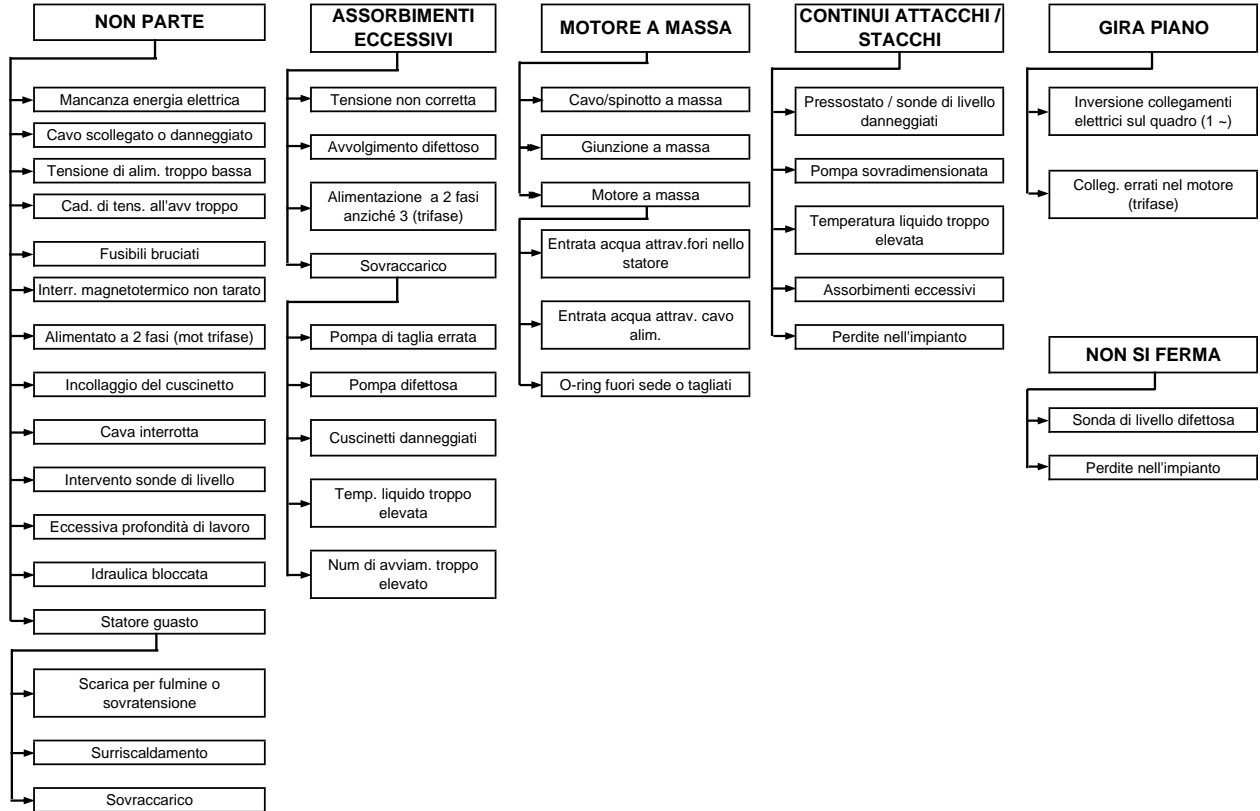 NON PARTE
Mancanza energia elettrica
Cavo scollegato o danneggiato
Tensione di alim. troppo bassa
Cad. di tens. all'avv troppo
Fusibili bruciati
Interr. magnetotermico non tarato
Alimentato a 2 fasi (mot trifase)
Incollaggio del cuscinetto
Cava interrotta
Intervento sonde di livello
Eccessiva profondità di lavoro
Idraulica bloccata
Statore guasto
Scarica per fulmine o
sovratensione
Surriscaldamento
Sovraccarico
ASSORBIMENTI
ECCESSIVI
Tensione non corretta
Avvolgimento difettoso
Alimentazione a 2 fasi
anziché 3 (trifase)
Sovraccarico
Pompa di taglia errata
Pompa difettosa
Cuscinetti danneggiati
Temp. liquido troppo
elevata
Num di avviam. troppo
elevato
MOTORE A MASSA
Cavo/spinotto a massa
Giunzione a massa
Motore a massa
Entrata acqua attrav.fori nello
statore
Entrata acqua attrav. cavo
alim.
O-ring fuori sede o tagliati
CONTINUI ATTACCHI /
STACCHI
Pressostato / sonde di livello
danneggiati
Pompa sovradimensionata
Temperatura liquido troppo
elevata
Assorbimenti eccessivi
Perdite nell'impianto
GIRA PIANO
Inversione collegamenti
elettrici sul quadro (1 ~)
Colleg. errati nel motore
(trifase)
NON SI FERMA
Sonda di livello difettosa
Perdite nell'impianto